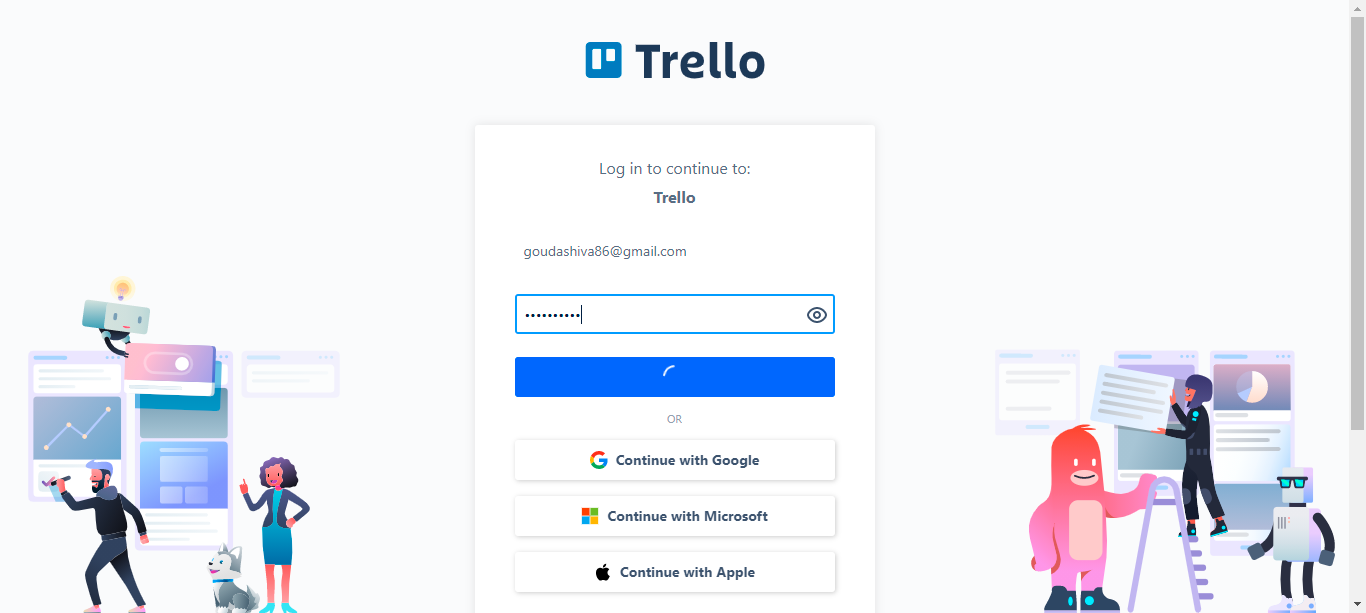 Trello
Log in to continue to:
Trello
goudashiva86@gmail.com
••••••••••
OR
Continue with Google
Continue with Microsoft
Continue with Apple